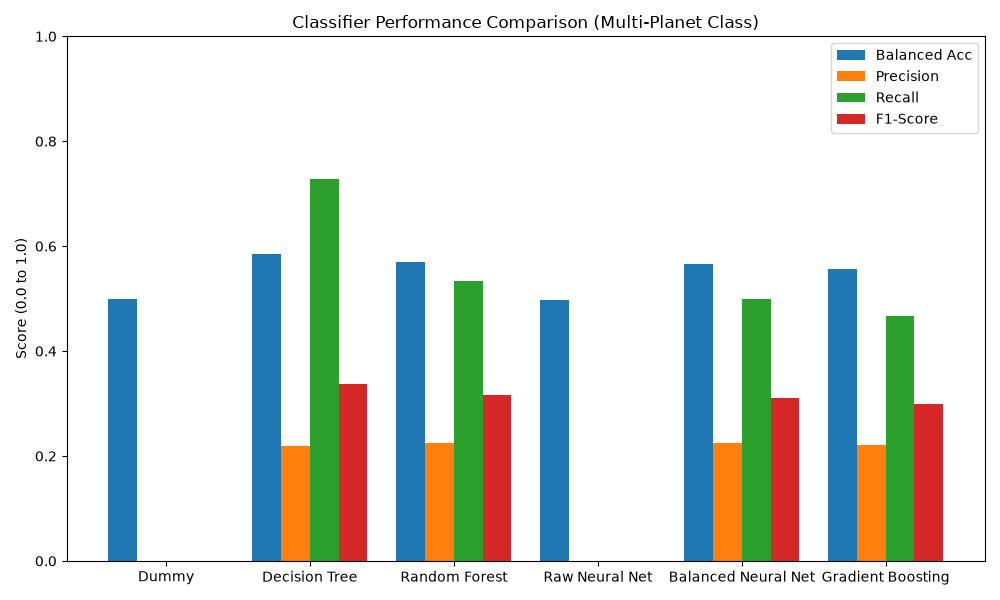 Classifier Performance Comparison (Multi-Planet Class)
Balanced Acc
Precision
Recall
F1-Score
Score (0.0 to 1.0)
1.0
0.8
0.6
0.4
0.2
0.0
Dummy Decision Tree Random Forest Raw Neural Net Balanced Neural Net Gradient Boosting